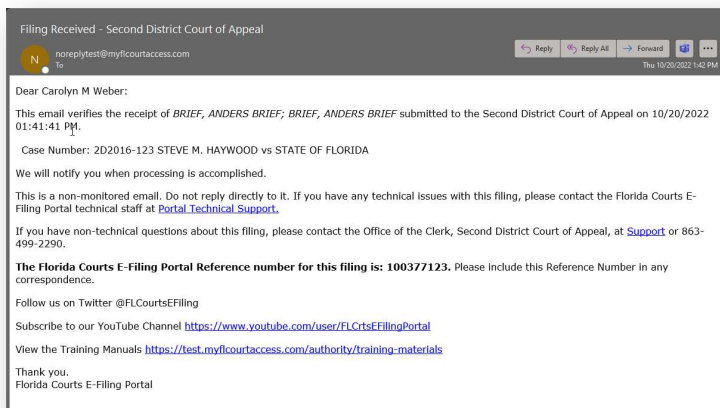 Filing Received - Second District Court of Appeal
N
noreplytest@myflcourtaccess.com
To
Reply
Reply All
Forward
Thu 10/20/2022 1:42 PM
Dear Carolyn M Weber:
This email verifies the receipt of BRIEF, ANDERS BRIEF; BRIEF, ANDERS BRIEF submitted to the Second District Court of Appeal on 10/20/2022
01:41:41 PM.
Case Number: 2D2016-123 STEVE M. HAYWOOD vs STATE OF FLORIDA
We will notify you when processing is accomplished.
This is a non-monitored email. Do not reply directly to it. If you have any technical issues with this filing, please contact the Florida Courts E-
Filing Portal technical staff at Portal Technical Support.
If you have non-technical questions about this filing, please contact the Office of the Clerk, Second District Court of Appeal, at Support or 863-
499-2290.
The Florida Courts E-Filing Portal Reference number for this filing is: 100377123. Please include this Reference Number in any
correspondence.
Follow us on Twitter @FLCourtsEFiling
Subscribe to our YouTube Channel https://www.youtube.com/user/FLCrtsEFilingPortal
View the Training Manuals https://test.myflcourtaccess.com/authority/training-materials
Thank you.
Florida Courts E-Filing Portal